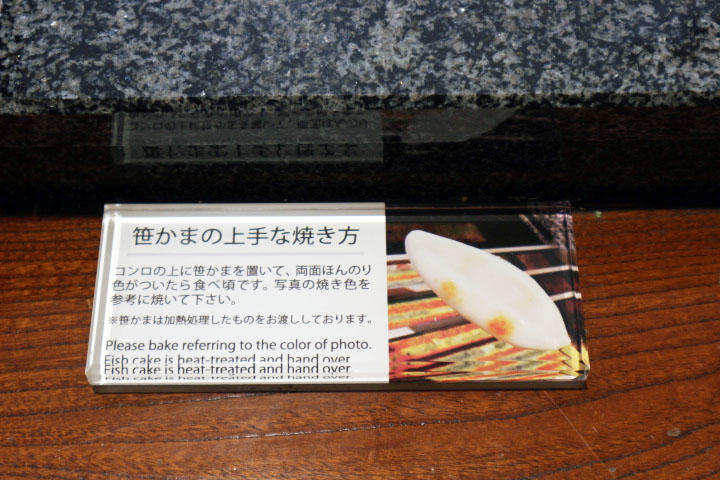 笹かまの上手な焼き方
コンロの上に笹かまを置いて、両面ほんのり
色がついたら食べ頃です。写真の焼き色を
参考に焼いて下さい。
※笹かまは加熱処理したものをお渡ししております。
Please bake referring to the color of photo.
Fish cake is heat-treated and hand over.